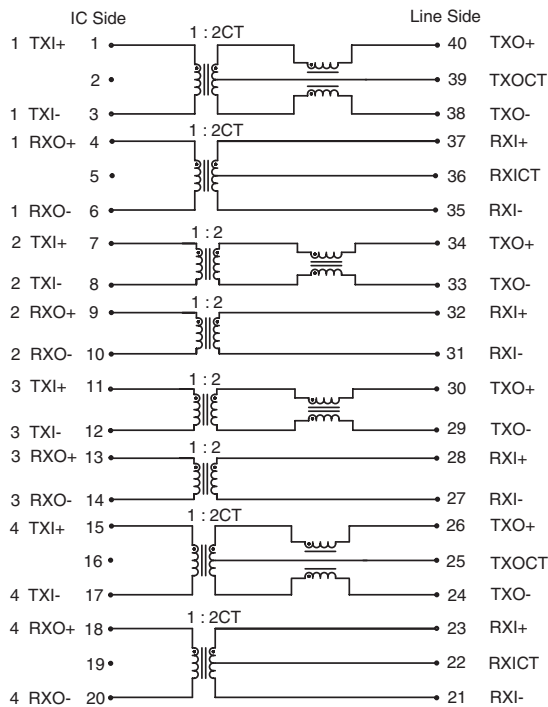 IC Side Line Side
1 : 2CT
1 TXI+ 1 40 TXO+
2 39 TXOCT
1 TXI- 3 38 TXO-
1 : 2CT
1 RXO+ 4 37 RXI+
5 36 RXICT
1 RXO- 6 35 RXI-
1 : 2
2 TXI+ 7 34 TXO+
2 TXI- 8 33 TXO-
1 : 2
2 RXO+ 9 32 RXI+
2 RXO- 10 31 RXI-
1 : 2
3 TXI+ 11 30 TXO+
3 TXI- 12 29 TXO-
1 : 2
3 RXO+ 13 28 RXI+
3 RXO- 14 27 RXI-
1 : 2CT
4 TXI+ 15 26 TXO+
16 25 TXOCT
4 TXI- 17 24 TXO-
1 : 2CT
4 RXO+ 18 23 RXI+
19 22 RXICT
4 RXO- 20 21 RXI-